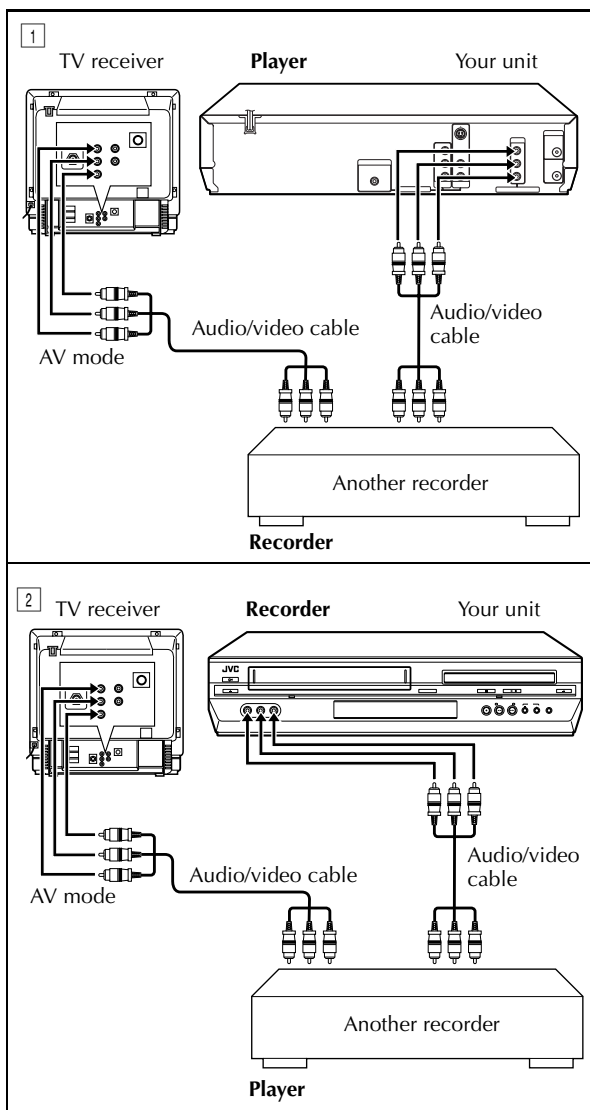 1
TV receiver
Player
Your unit
Audio/video cable
Audio/video
cable
AV mode
Another recorder
Recorder
2
TV receiver
Recorder
Your unit
JVC
Audio/video cable
Audio/video
cable
AV mode
Another recorder
Player